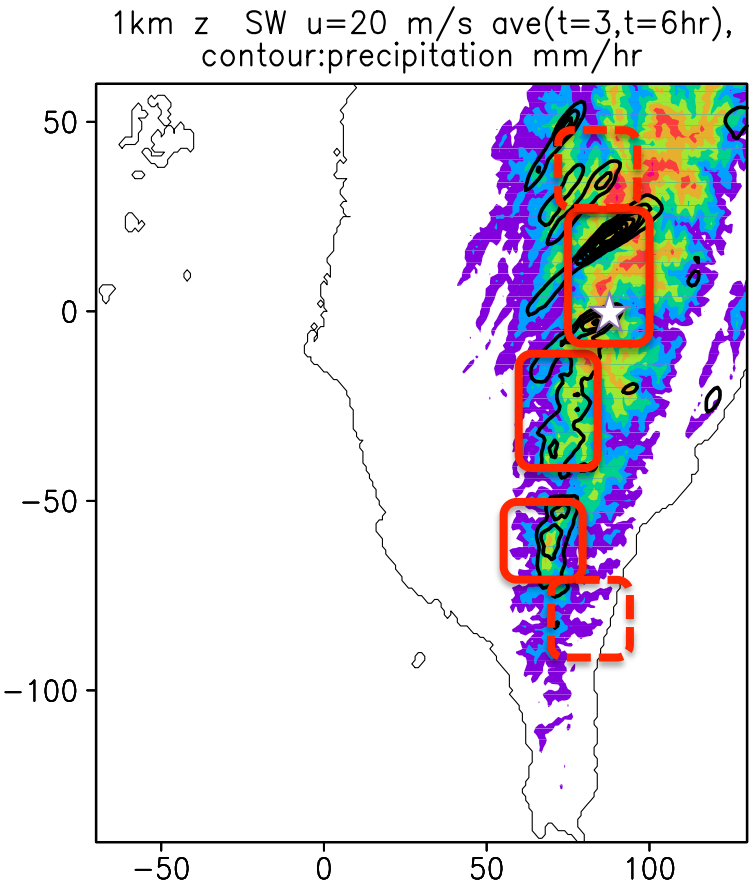 1km z SW u=20 m/s ave(t=3,t=6hr),
contour:precipitation mm/hr
50
0
−50
−100
−50 0 50 100